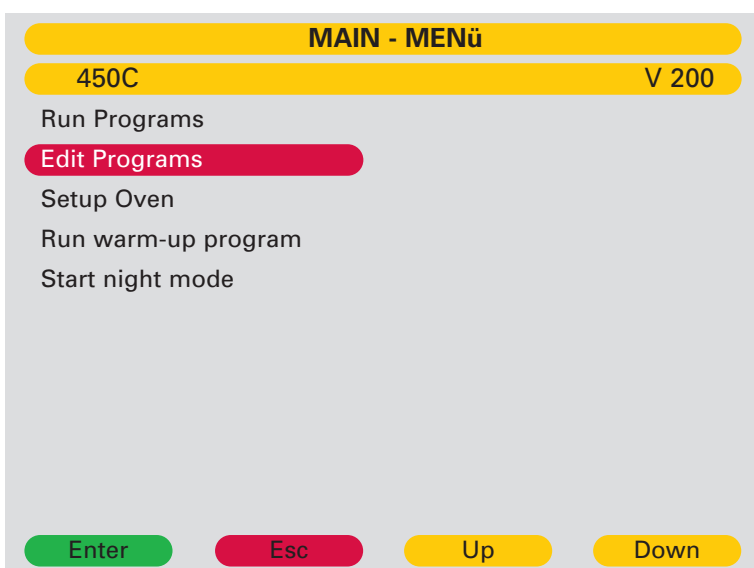 MAIN - MENü
450C V 200
Run Programs
Edit Programs
Setup Oven
Run warm-up program
Start night mode
Enter Esc Up Down